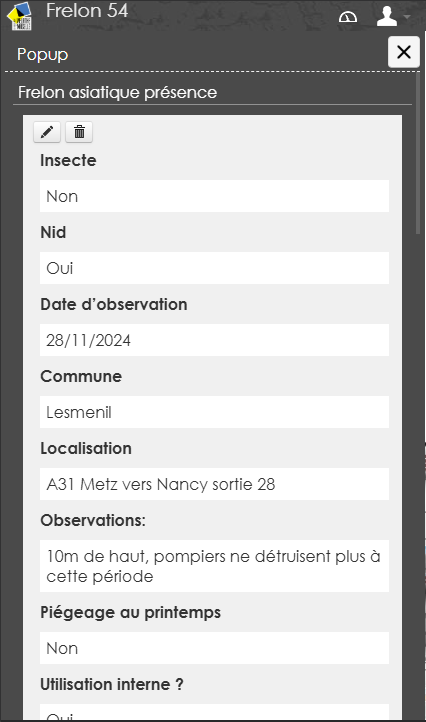 Frelon 54
Popup
Frelon asiatique présence
Insecte
Non
Nid
Oui
Date d'observation
28/11/2024
Commune
Lesmenil
Localisation
A31 Metz vers Nancy sortie 28
Observations:
10m de haut, pompiers ne détruisent plus à
cette période
Piégeage au printemps
Non
Utilisation interne ?
Oui